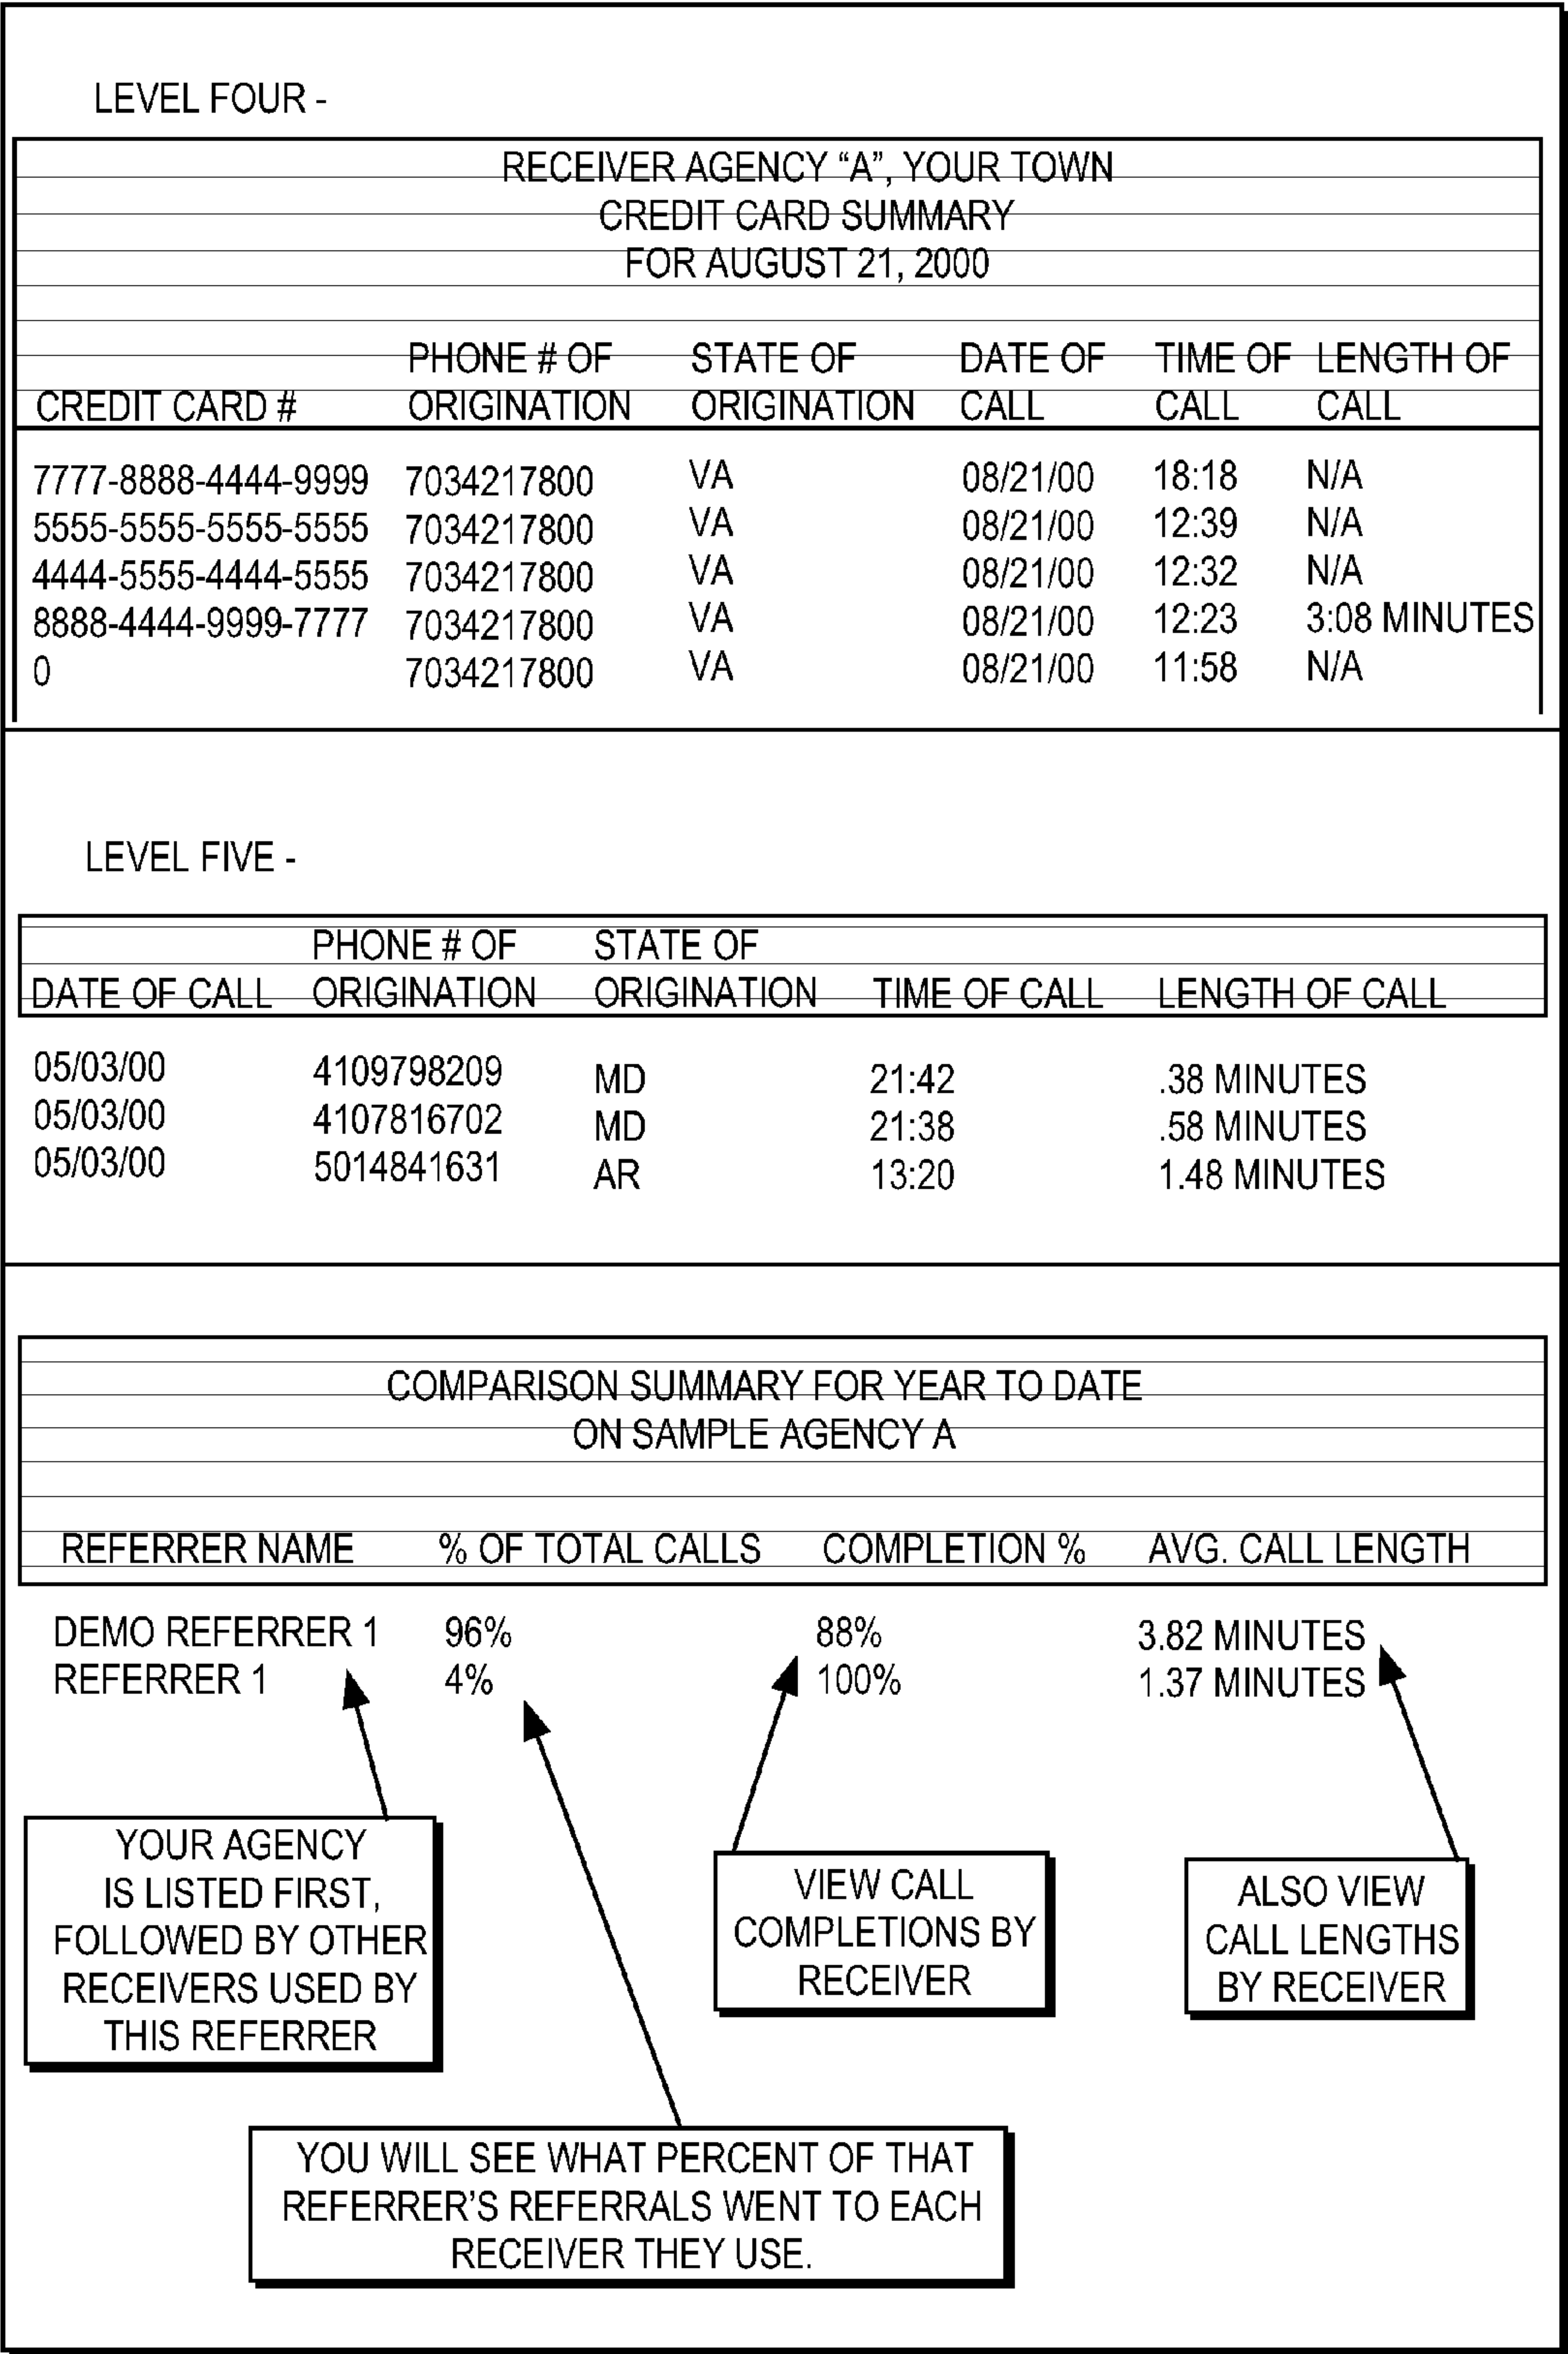 LEVEL FOUR -
RECEIVER AGENCY “A”, YOUR TOWN
CREDIT CARD SUMMARY
FOR AUGUST 21, 2000
PHONE # OF STATE OF DATE OF TIME OF LENGTH OF
CREDIT CARD # ORIGINATION ORIGINATION CALL CALL CALL
7777-8888-4444-9999 7034217800 VA 08/21/00 18:18 N/A
5555-5555-5555-5555 7034217800 VA 08/21/00 12:39 N/A
4444-5555-4444-5555 7034217800 VA 08/21/00 12:32 N/A
8888-4444-9999-7777 7034217800 VA 08/21/00 12:23 3:08 MINUTES
0 7034217800 VA 08/21/00 11:58 N/A
LEVEL FIVE -
PHONE # OF STATE OF
DATE OF CALL ORIGINATION ORIGINATION TIME OF CALL LENGTH OF CALL
05/03/00 4109798209 MD 21:42 .38 MINUTES
05/03/00 4107816702 MD 21:38 .58 MINUTES
05/03/00 5014841631 AR 13:20 1.48 MINUTES
COMPARISON SUMMARY FOR YEAR TO DATE
ON SAMPLE AGENCY A
REFERRER NAME % OF TOTAL CALLS COMPLETION % AVG. CALL LENGTH
DEMO REFERRER 1 96% 88% 3.82 MINUTES
REFERRER 1 4% 100% 1.37 MINUTES
YOUR AGENCY
IS LISTED FIRST,
FOLLOWED BY OTHER
RECEIVERS USED BY
THIS REFERRER
VIEW CALL
COMPLETIONS BY
RECEIVER
ALSO VIEW
CALL LENGTHS
BY RECEIVER
YOU WILL SEE WHAT PERCENT OF THAT
REFERRER’S REFERRALS WENT TO EACH
RECEIVER THEY USE.